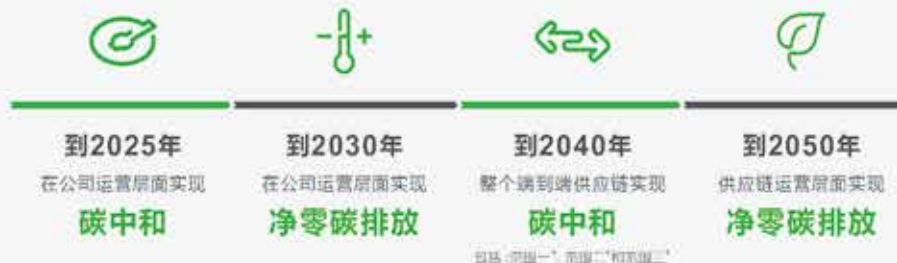 到2025年
在公司运营层面实现
碳中和
到2030年
在公司运营层面实现
净零碳排放
到2040年
整个端到端供应链实现
碳中和
到2050年
供应链运营层面实现
净零碳排放